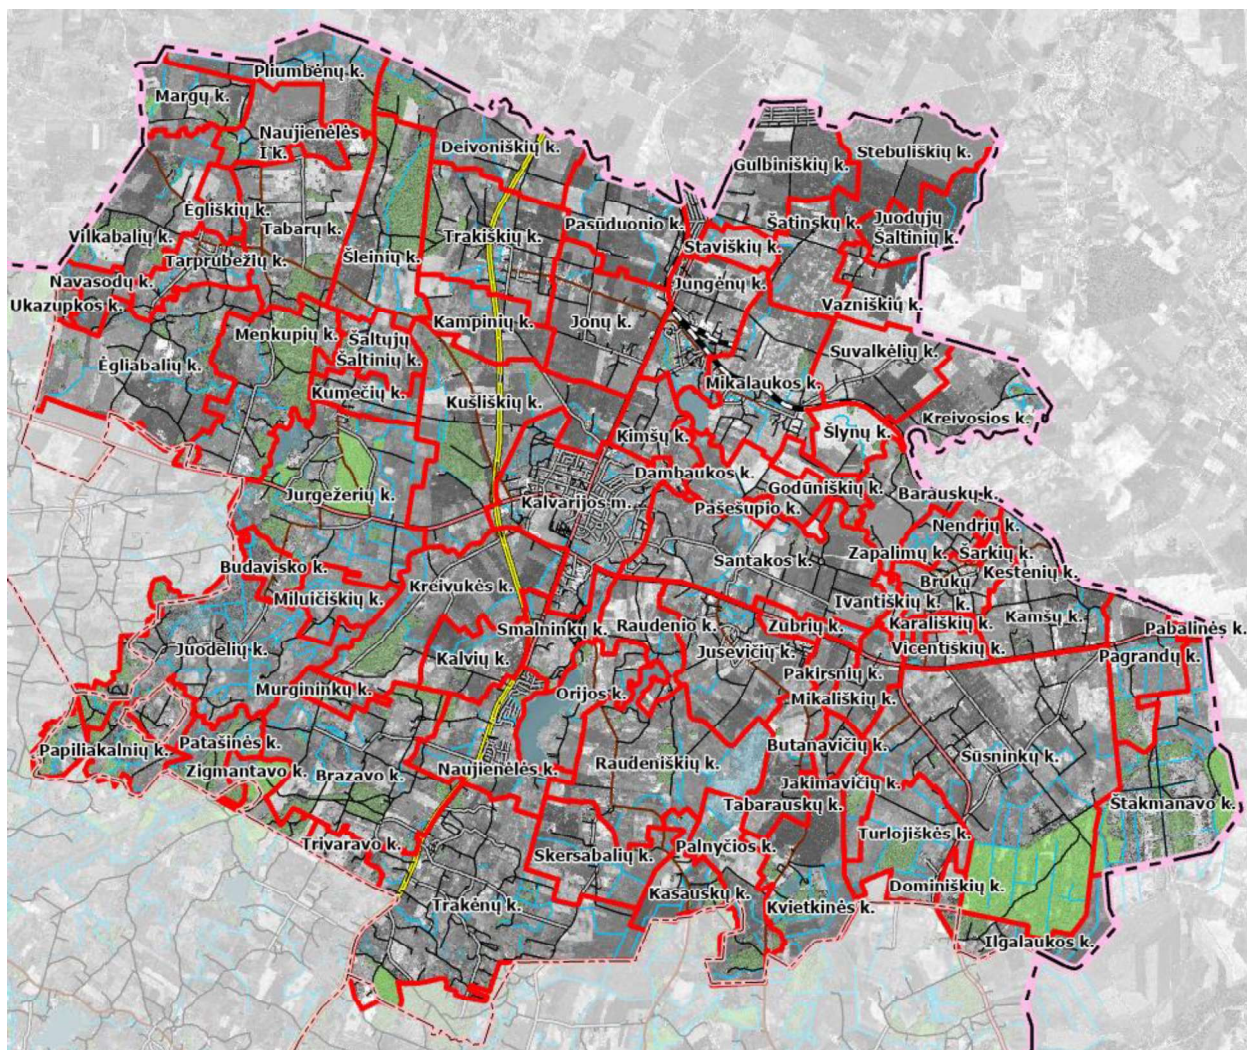 Pliumbėnų k.
Margų k.
Naujienėlės
I k.
Deivoniškių k.
Gulbiniškių k.
Stebuliškių k.
Ėgliškių k.
Tabarų k.
Vilkabalių k.
Tarprubežių k.
Šleinių k.
Trakiškių k.
Pasūduonio k.
Staviškių k.
Šatinskų k.
Juodųjų
Šaltinių k.
Navasodų k.
Ukazupkos k.
Jungėnų k.
Vazniškių k.
Menkupių k.
Šaltųjų
Šaltinių k.
Kampinių k.
Jonų k.
Ėgliabalių k.
Kumečių k.
Kušliškių k.
Mikalaukos k.
Suvalkėlių k.
Kreivosios k.
Kimšų k.
Šlynų k.
Jurgežerių k.
Kalvarijos m.
Dambaukos k.
Pašešupio k.
Godūniškių k.
Barauskų k.
Nendrių k.
Budavisko k.
Miluičiškių k.
Kreivukės k.
Santakos k.
Zapalimų k.
Šarkių k.
Kestenių k.
Brukų
k.
Ivantiškių k.
Juodelių k.
Kalvių k.
Smalninkų k.
Raudenio k.
Zubrių k.
Karališkių k.
Kamšų k.
Vicentiškių k.
Pabalinės k.
Jusevičių k.
Pagrandų k.
Murgininkų k.
Orijos k.
Pakirsnių k.
Mikališkių k.
Papiliakalnių k.
Patašinės k.
Butanavičių k.
Zigmantavo k.
Brazavo k.
Naujienėlės k.
Raudeniškių k.
Jakimavičių k.
Sūsninkų k.
Tabarauskų k.
Štakmanavo k.
Trivaravo k.
Skersabalių k.
Palnyčios k.
Turlojiškės k.
Trakėnų k.
Kasauskų k.
Kvietkinės k.
Dominiškių k.
Ilgalaukos k.